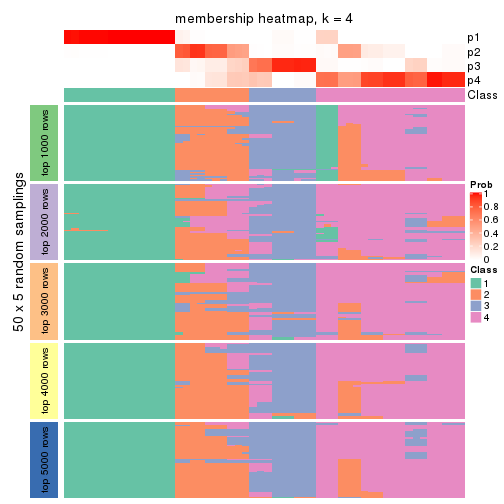 membership heatmap, k = 4
p1
p2
p3
p4
Class
50 x 5 random samplings
top 1000 rows
top 2000 rows
top 3000 rows
top 4000 rows
top 5000 rows
Prob
1
0.8
0.6
0.4
0.2
0
Class
1
2
3
4